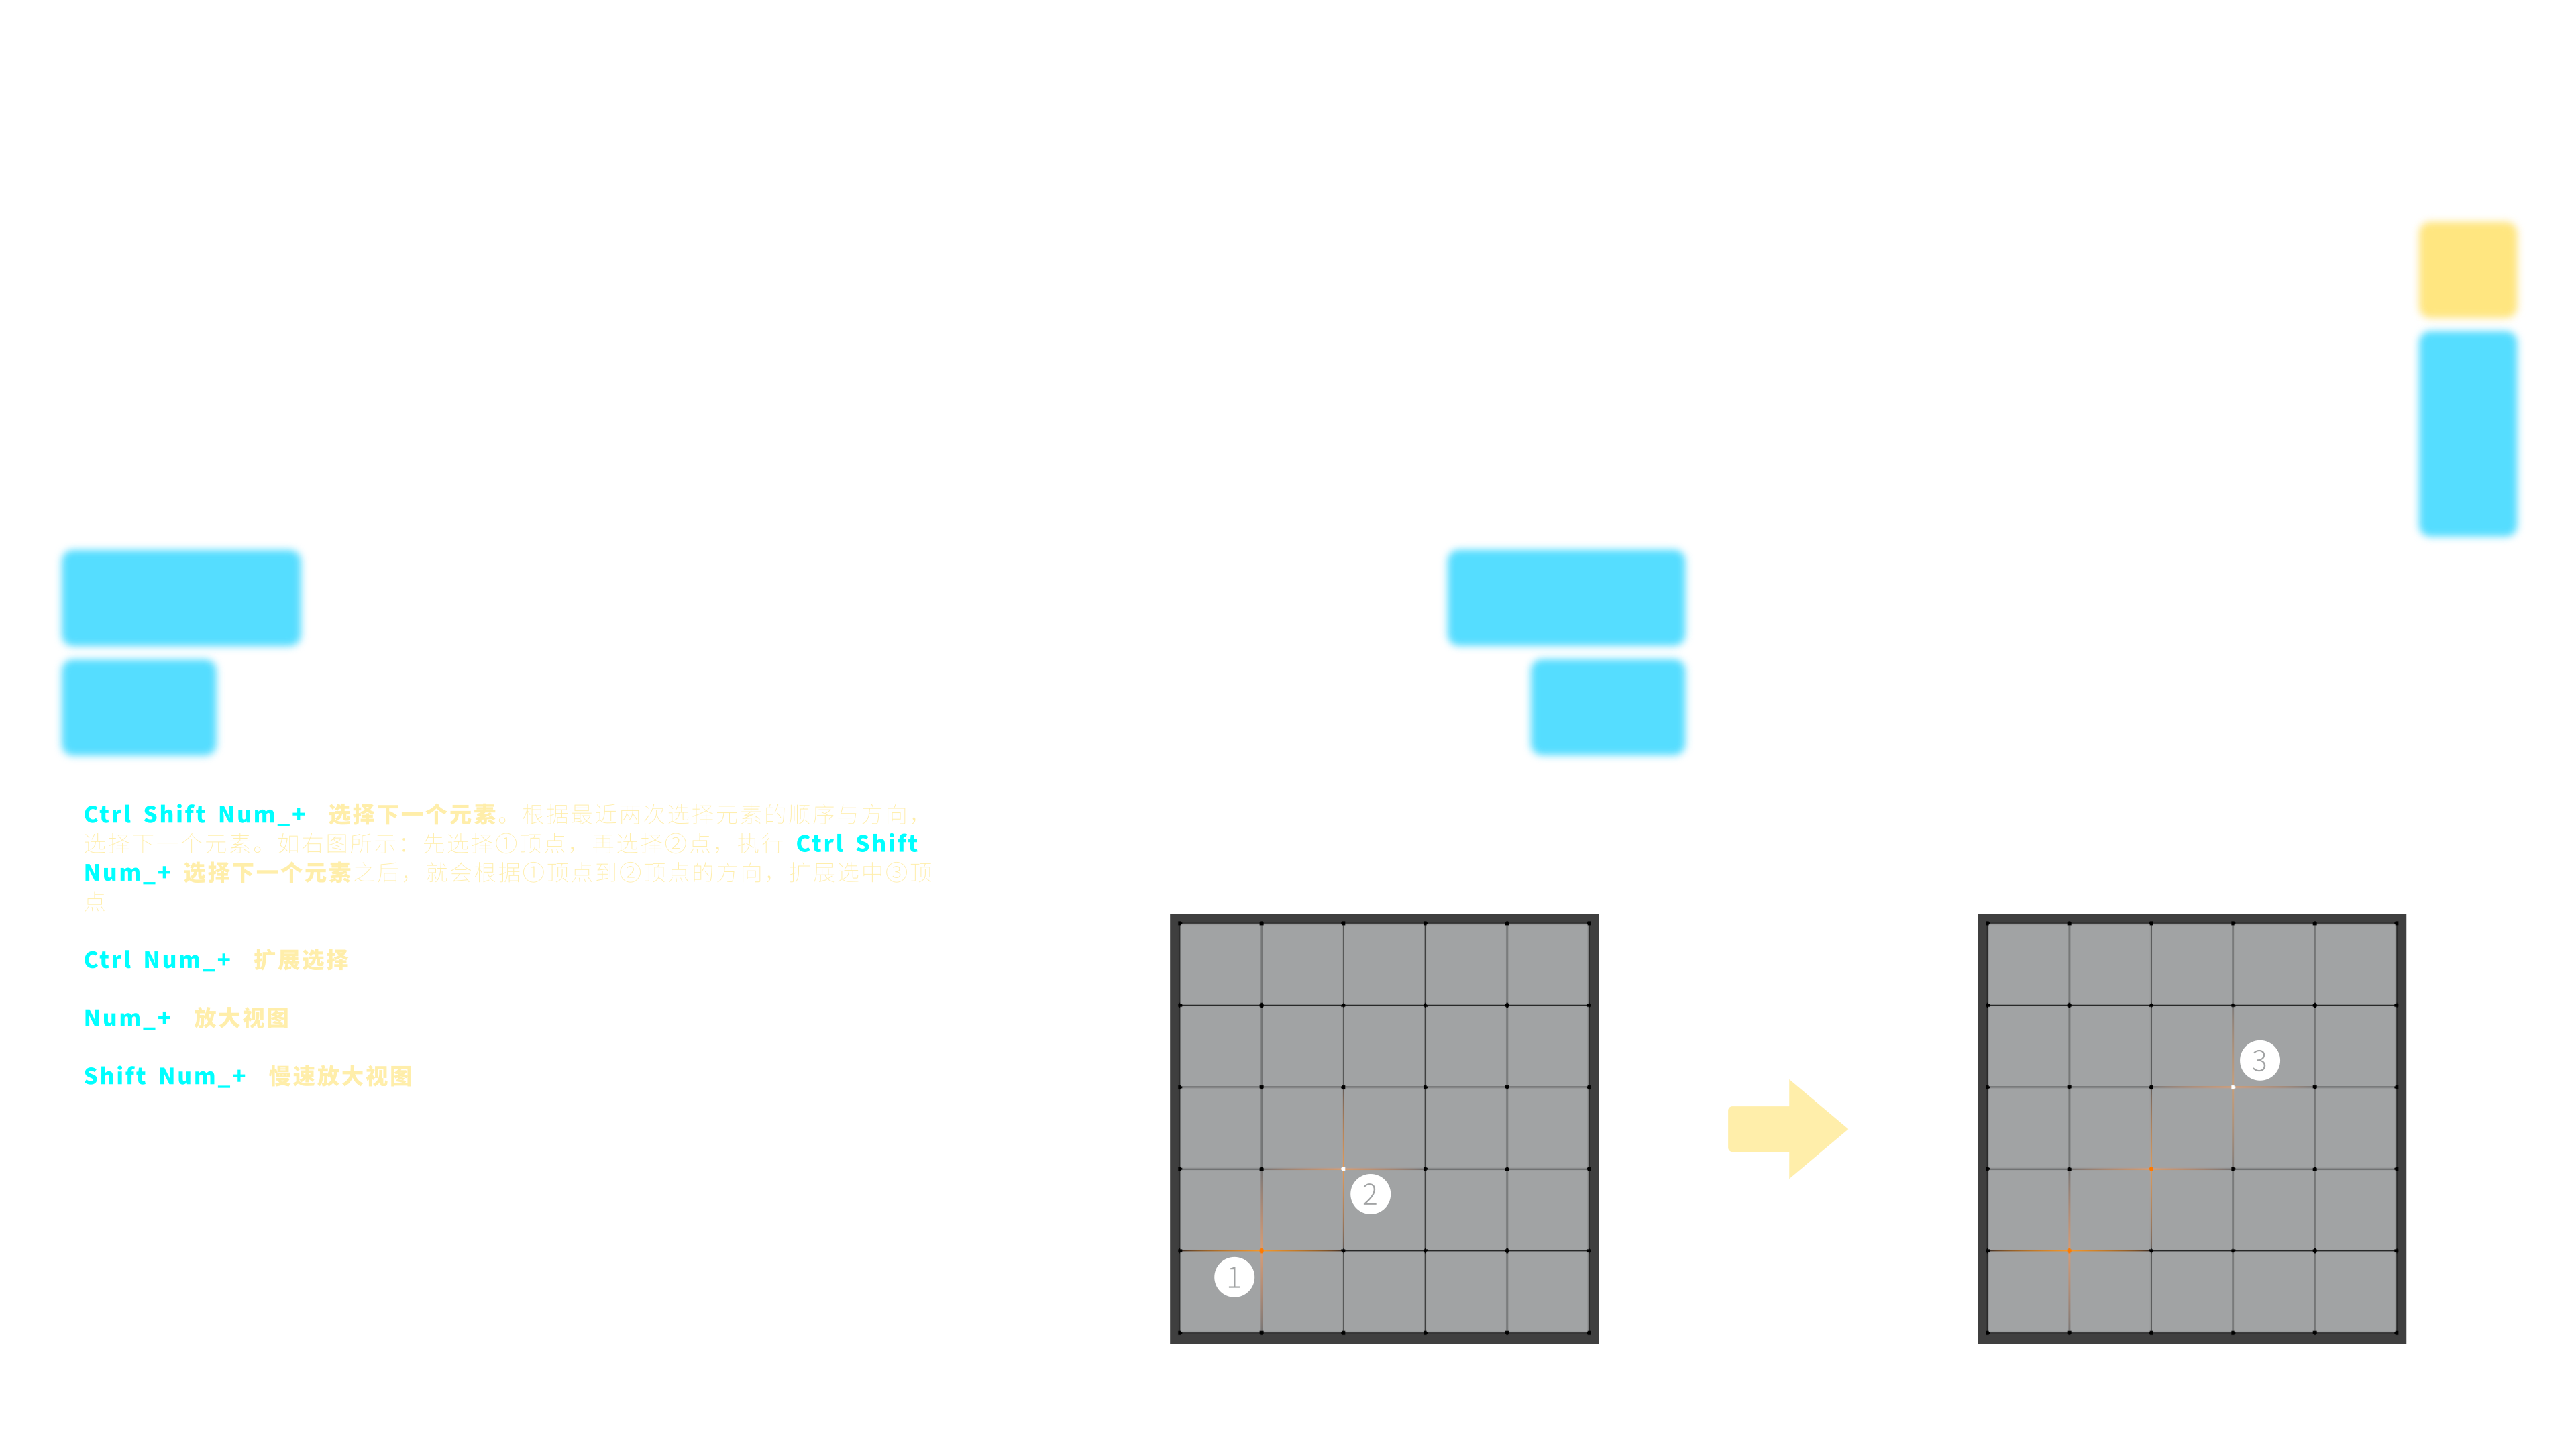 Ctrl Shift Num_+ 选择下一个元素。根据最近两次选择元素的顺序与方向，
选择下一个元素。如右图所示：先选择①顶点，再选择②点，执行 Ctrl Shift
Num_+ 选择下一个元素之后，就会根据①顶点到②顶点的方向，扩展选中③顶
点
Ctrl Num_+ 扩展选择
Num_+ 放大视图
Shift Num_+ 慢速放大视图
3
2
1